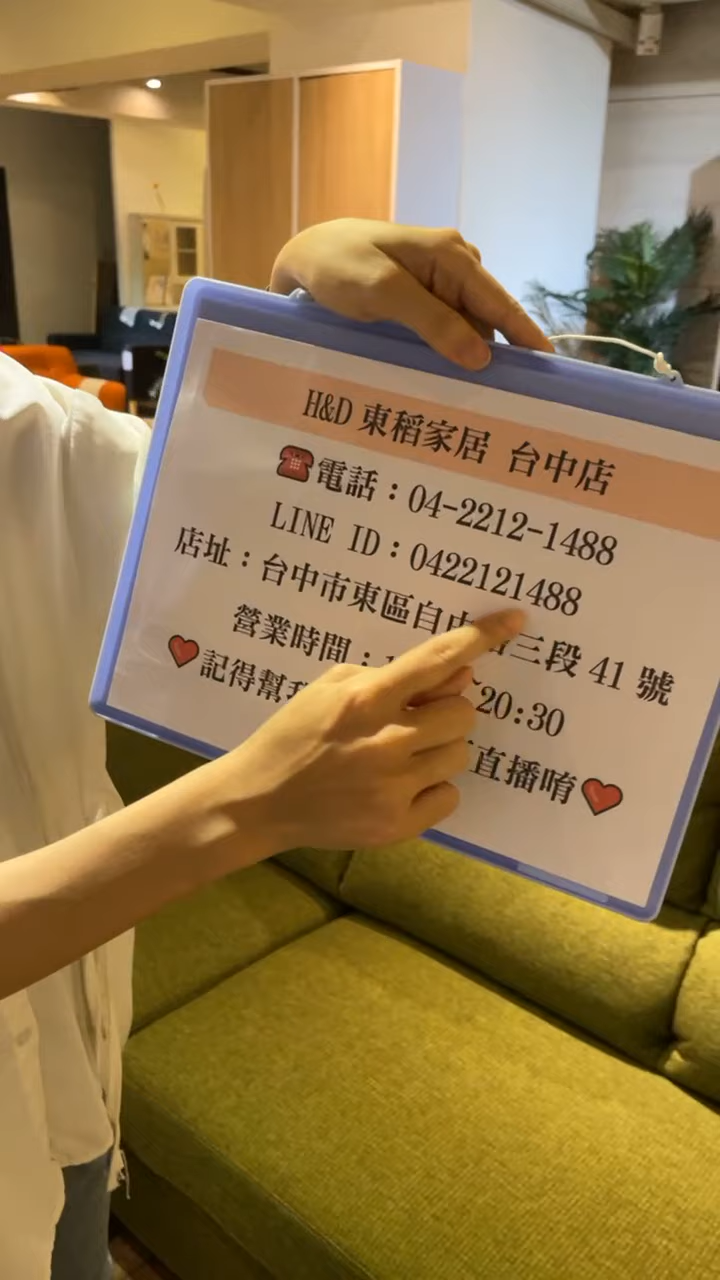 H&D 東稻家居 台中店
☎電話：04-2212-1488
LINE ID：0422121488
店址：台中市東區自由 三段 41 號
營業時間：1 ~20:30
❤記得幫 直播唷❤